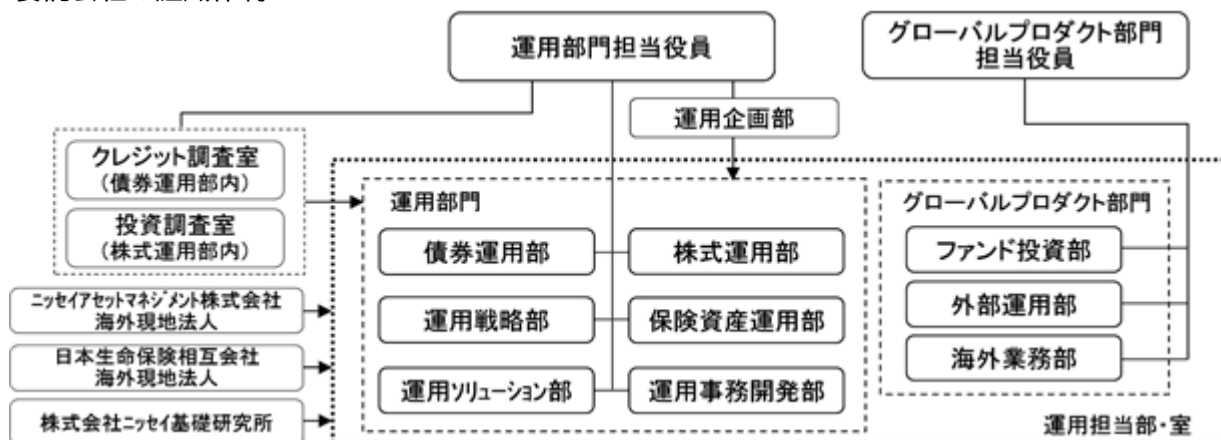 運用部門担当役員
グローバルプロダクト部門
担当役員
運用企画部
クレジット調査室
(債券運用部内)
投資調査室
(株式運用部内)
運用部門
グローバルプロダクト部門
債券運用部
株式運用部
ファンド投資部
ニッセイアセットマネジメント株式会社
海外現地法人
運用戦略部
保険資産運用部
外部運用部
日本生命保険相互会社
海外現地法人
運用ソリューション部
運用事務開発部
海外業務部
株式会社ニッセイ基礎研究所
運用担当部・室